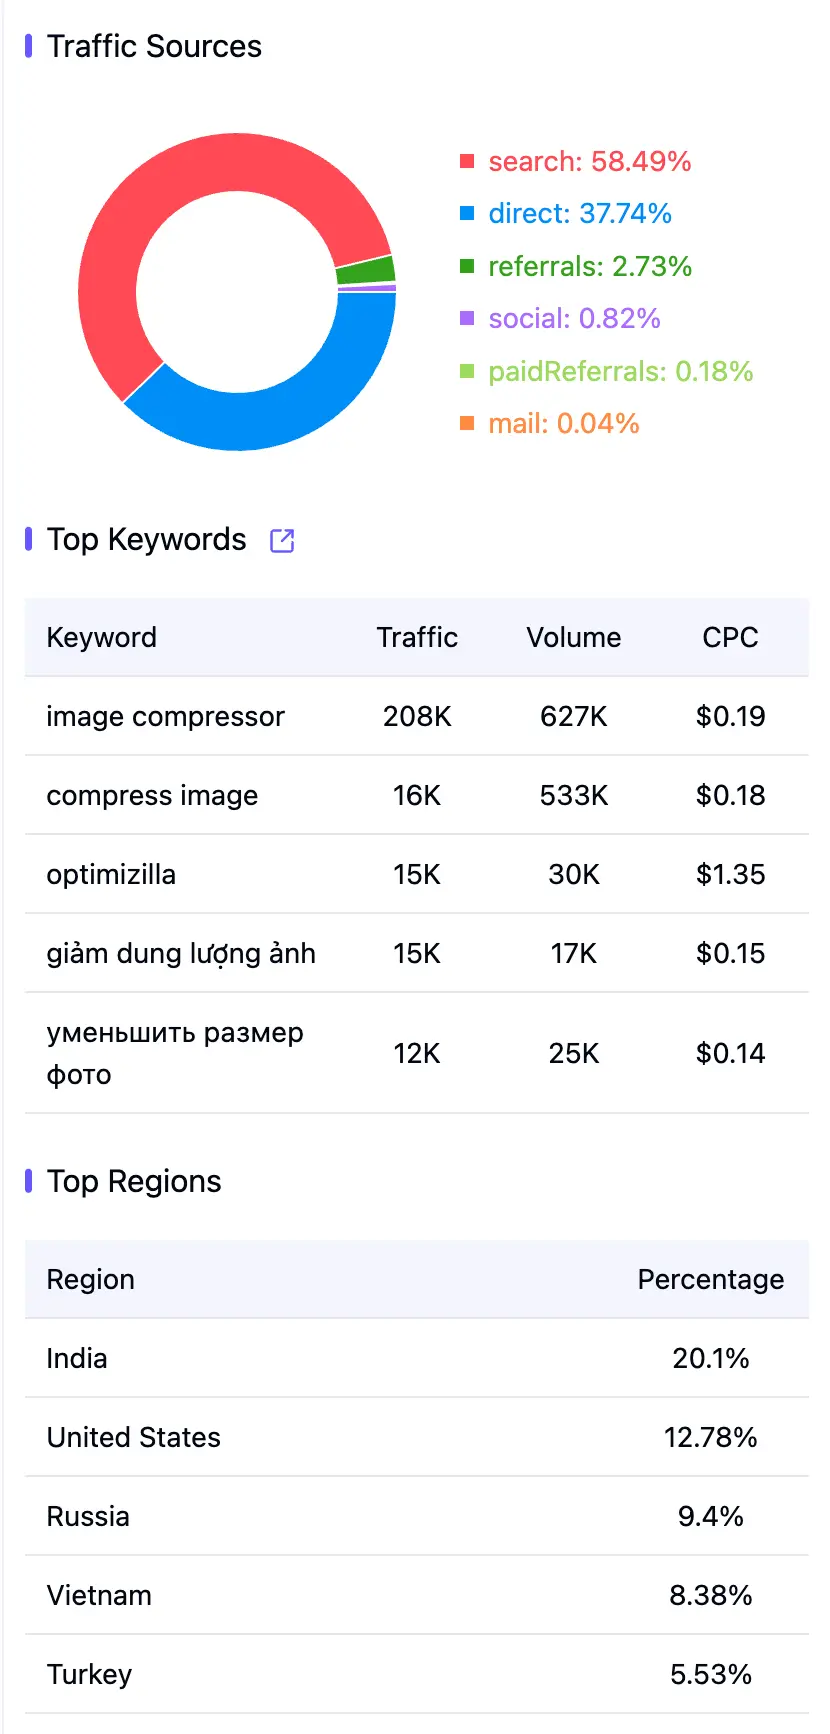 Traffic Sources
search: 58.49%
direct: 37.74%
referrals: 2.73%
social: 0.82%
paidReferrals: 0.18%
mail: 0.04%
Top Keywords
Keyword Traffic Volume CPC
image compressor 208K 627K $0.19
compress image 16K 533K $0.18
optimizilla 15K 30K $1.35
giảm dung lượng ảnh 15K 17K $0.15
уменьшить размер
фото 12K 25K $0.14
Top Regions
Region Percentage
India 20.1%
United States 12.78%
Russia 9.4%
Vietnam 8.38%
Turkey 5.53%